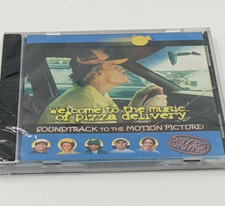 Welcome to the music
of pizza delivery
SOUNDTRACK TO THE MOTION PICTURE!